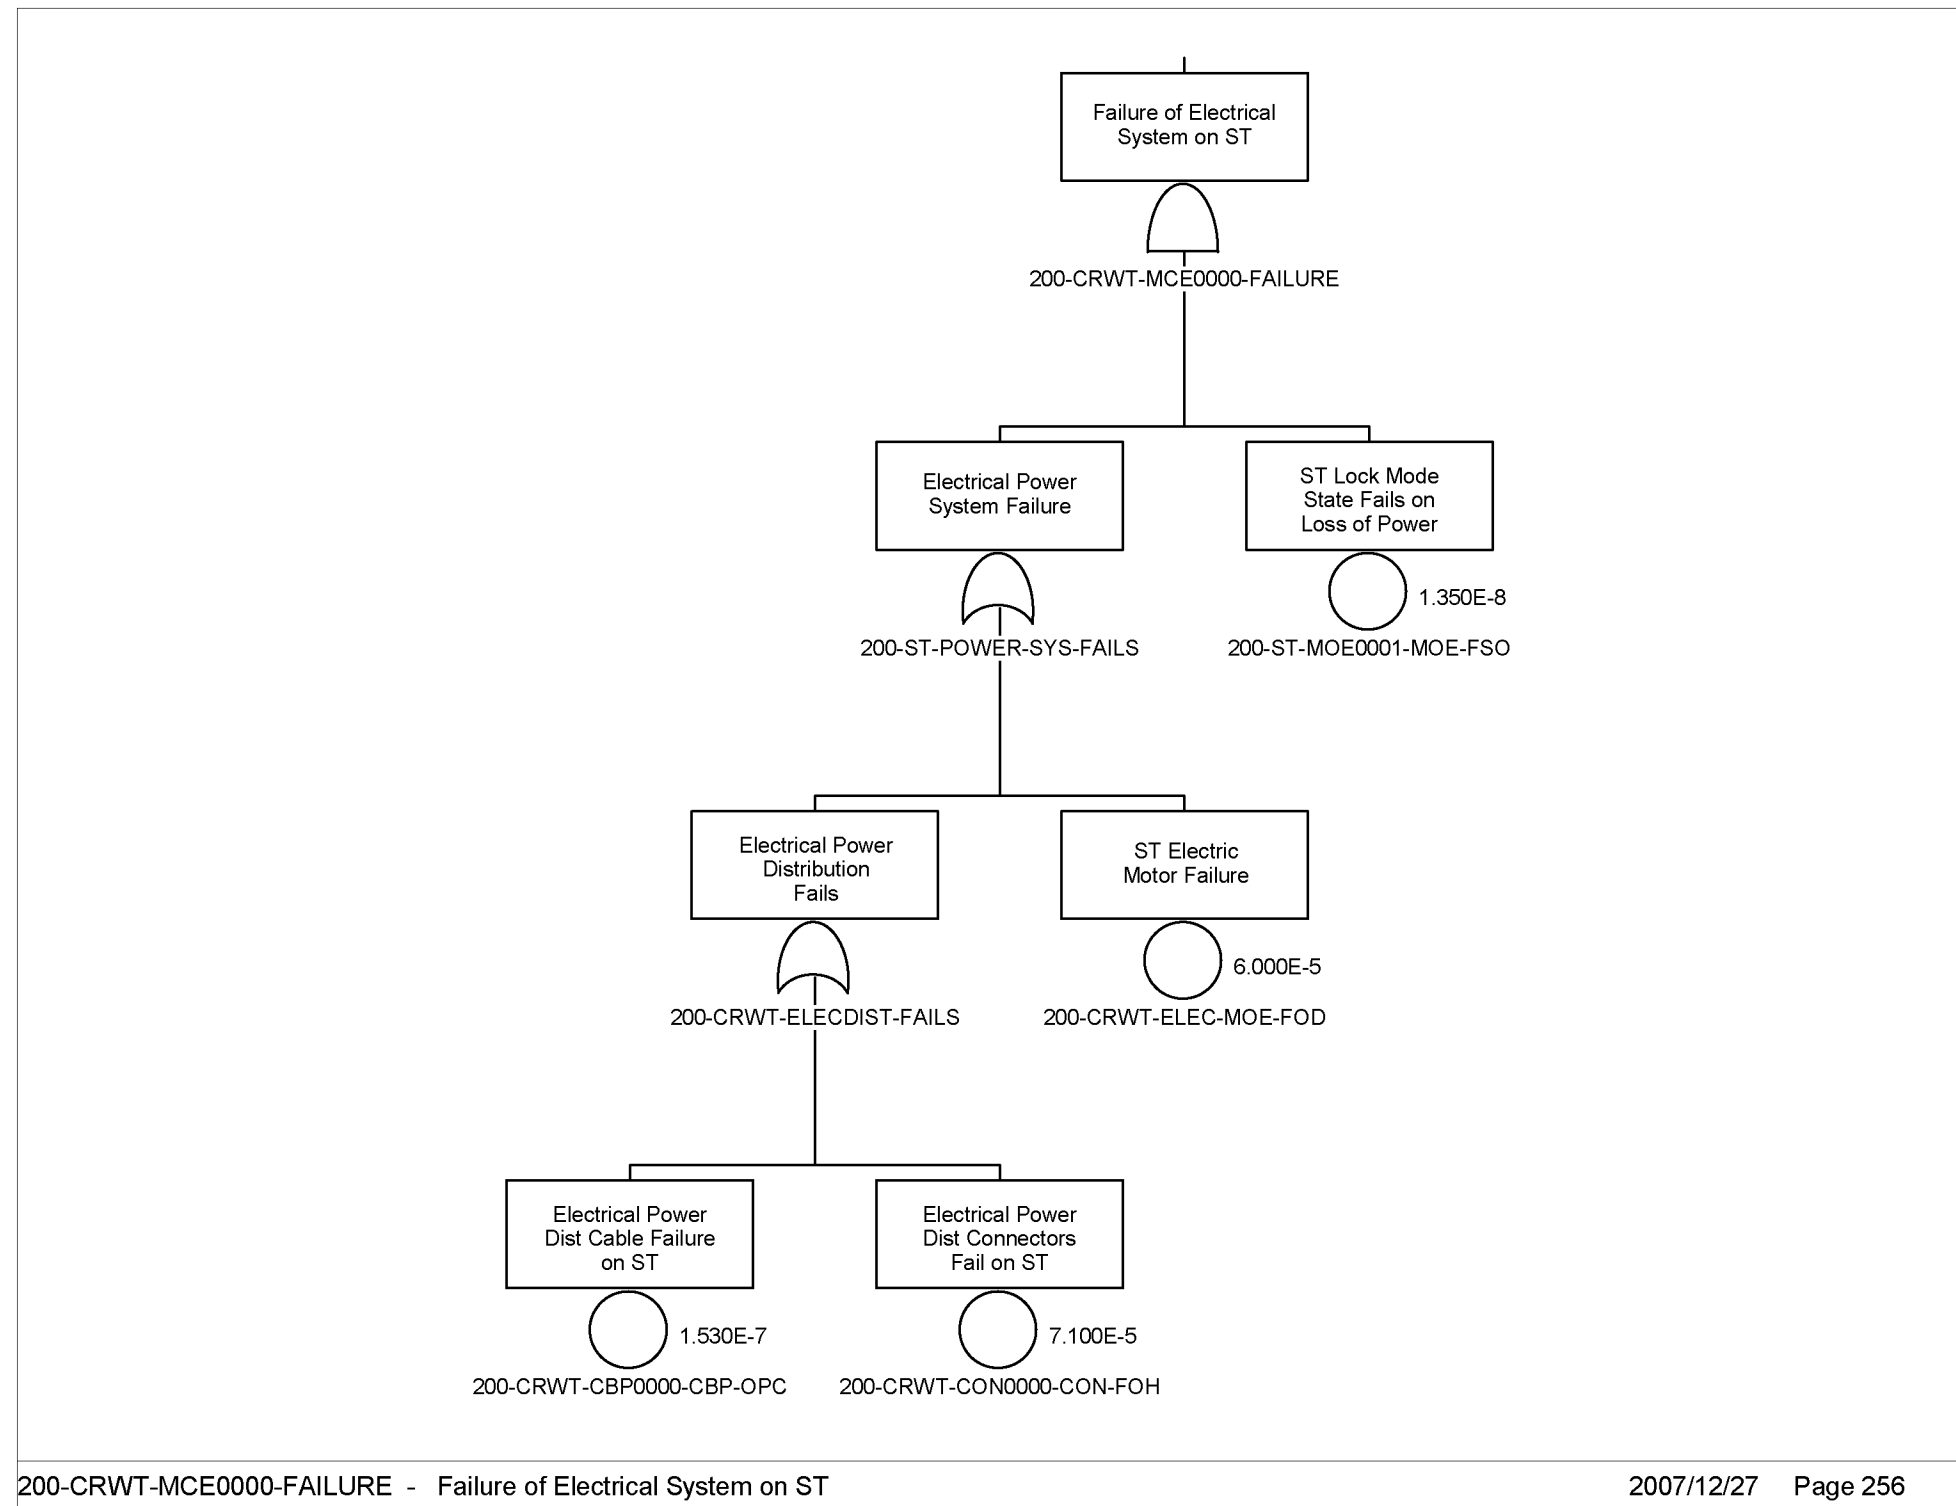 Failure of Electrical
System on ST
200-CRWT-MCE0000-FAILURE
Electrical Power
System Failure
200-ST-POWER-SYS-FAILS
ST Lock Mode
State Fails on
Loss of Power
1.350E-8
200-ST-MOE0001-MOE-FSO
Electrical Power
Distribution
Fails
200-CRWT-ELECDIST-FAILS
ST Electric
Motor Failure
6.000E-5
200-CRWT-ELEC-MOE-FOD
Electrical Power
Dist Cable Failure
on ST
1.530E-7
200-CRWT-CBP0000-CBP-OPC
Electrical Power
Dist Connectors
Fail on ST
7.100E-5
200-CRWT-CON0000-CON-FOH
200-CRWT-MCE0000-FAILURE - Failure of Electrical System on ST
2007/12/27 Page 256